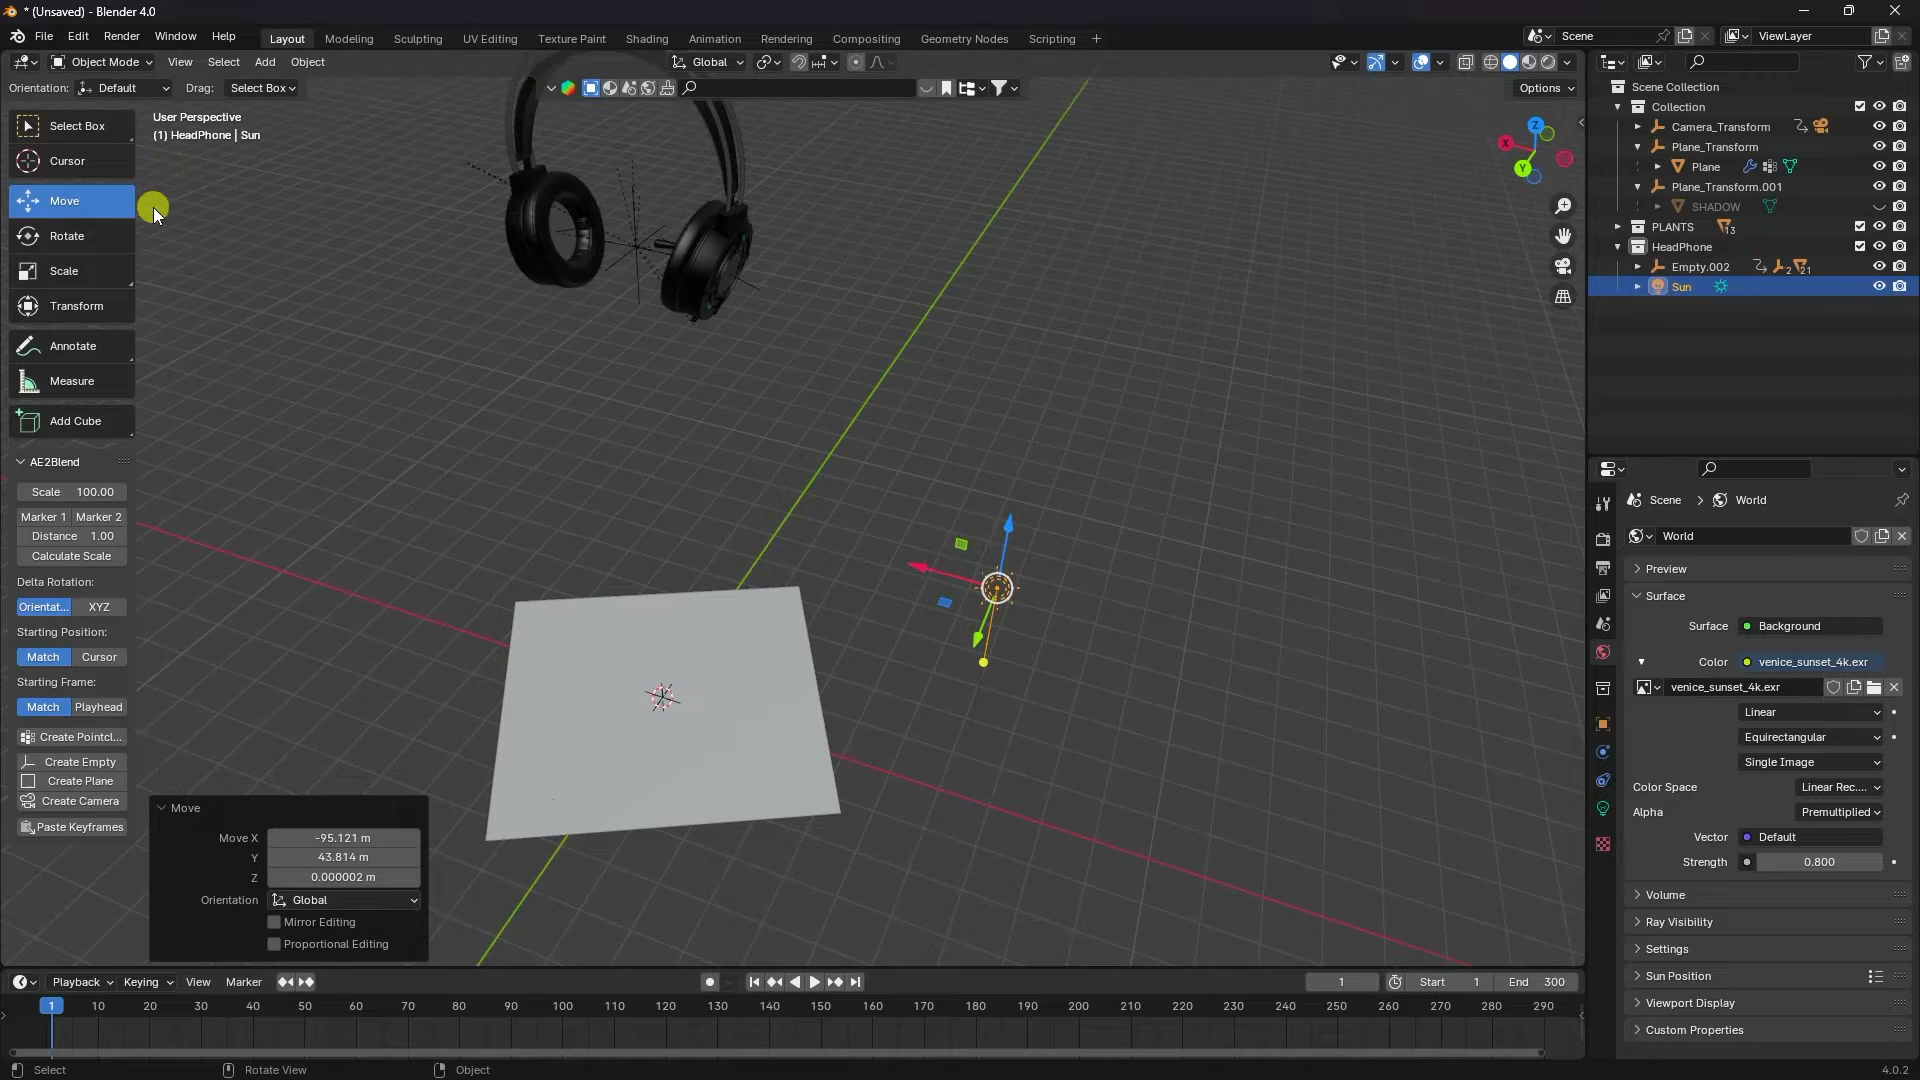 * (Unsaved) - Blender 4.0
File Edit Render Window Help Layout Modeling Sculpting UV Editing Texture Paint Shading Animation Rendering Compositing Geometry Nodes Scripting + Scene ViewLayer
Object Mode View Select Add Object Global
Orientation: Default Drag: Select Box Options
User Perspective
(1) HeadPhone | Sun
Select Box
Cursor
Move
Rotate
Scale
Transform
Annotate
Measure
Add Cube
AE2Blend
Scale 100.00
Marker 1 Marker 2
Distance 1.00
Calculate Scale
Delta Rotation:
Orientat... XYZ
Starting Position:
Match Cursor
Starting Frame:
Match Playhead
Create Pointcl...
Create Empty
Create Plane
Create Camera
Paste Keyframes
Move
Move X -95.121 m
Y 43.814 m
Z 0.000002 m
Orientation Global
Mirror Editing
Proportional Editing
X
Y
Z
Scene Collection
Collection
Camera_Transform
Plane_Transform
Plane
Plane_Transform.001
SHADOW
PLANTS 13
HeadPhone
Empty.002 2 21
Sun
Scene > World
World
Preview
Surface
Surface Background
Color venice_sunset_4k.exr
venice_sunset_4k.exr
Linear
Equirectangular
Single Image
Color Space Linear Rec....
Alpha Premultiplied
Vector Default
Strength 0.800
Volume
Ray Visibility
Settings
Sun Position
Viewport Display
Custom Properties
Playback Keying View Marker 1 Start 1 End 300
1 10 20 30 40 50 60 70 80 90 100 110 120 130 140 150 160 170 180 190 200 210 220 230 240 250 260 270 280 290
Select Rotate View Object 4.0.2